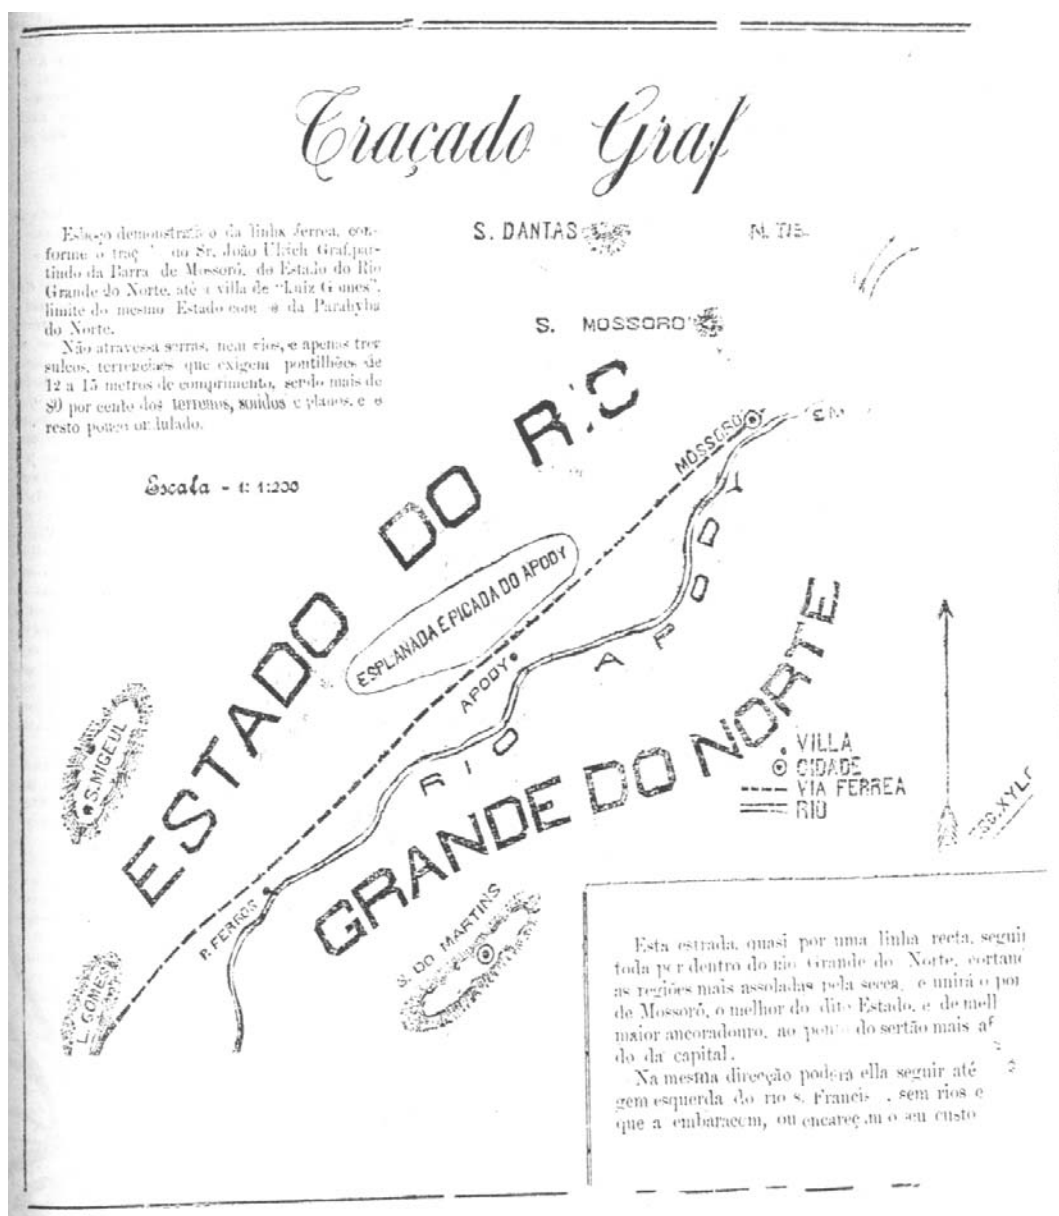 Traçado Graf
Esboço demonstrativo da linha ferrea, con-
forme o traç do Sr. João Ulrich Graf, par-
tindo da Barra de Mossoró, do Estado do Rio
Grande do Norte, até a villa de "Luiz Gomes",
limite do mesmo Estado com o da Parahyba
do Norte.
Não atravessa serras, nem rios, e apenas tres
sulcos, terrenciaes que exigem pontilhões de
12 a 15 metros de comprimento, sendo mais de
80 por cento dos terrenos, solidos e planos, e o
resto pouco ondulado.
Escala - 1: 1:200
S. DANTAS
S. MOSSORO'
ESTADO DO RIO
GRANDE DO NORTE
MOSSORO'
EM
ESPLANADA E PICADA DO APODY
APODY
RIO APODY
S. MIGEUL
P. FERROS
L. GOMES
S. DO MARTINS
VILLA
CIDADE
VIA FERREA
RIO
Esta estrada, quasi por uma linha recta, seguir
toda por dentro do rio Grande do Norte, cortand
as regiões mais assoladas pela secca, e unirá o por
de Mossoró, o melhor do dito Estado, e de mell
maior ancoradouro, ao ponto do sertão mais af
do da capital.
Na mesma direcção podera ella seguir até
gem esquerda do rio S. Francis , sem rios e
que a embaracem, ou encareçam o seu custo